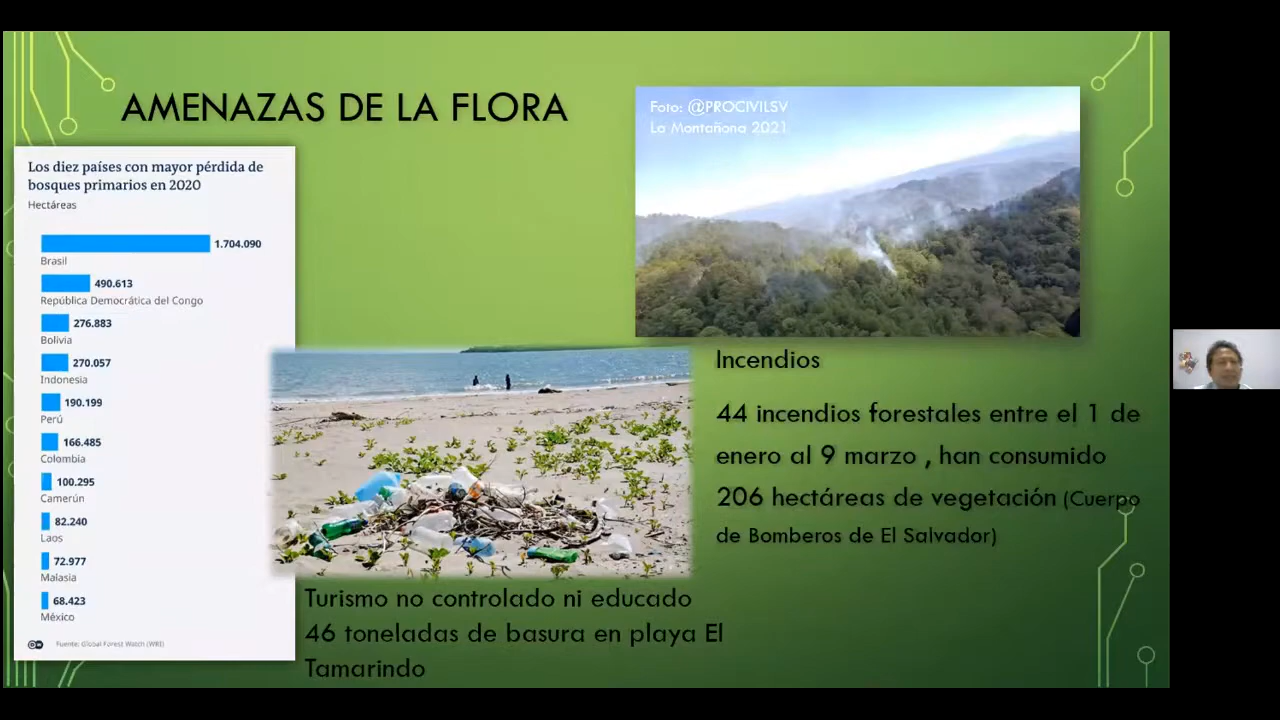 AMENAZAS DE LA FLORA
Los diez países con mayor pérdida de
bosques primarios en 2020
Hectáreas
1.704.090
Brasil
490.613
República Democrática del Congo
276.883
Bolivia
270.057
Indonesia
190.199
Perú
166.485
Colombia
100.295
Camerún
82.240
Laos
72.977
Malasia
68.423
México
Fuente: Global Forest Watch (WRI)
Foto: @PROCIVILSV
La Montañona 2021
Incendios
44 incendios forestales entre el 1 de
enero al 9 marzo , han consumido
206 hectáreas de vegetación (Cuerpo
de Bomberos de El Salvador)
Turismo no controlado ni educado
46 toneladas de basura en playa El
Tamarindo